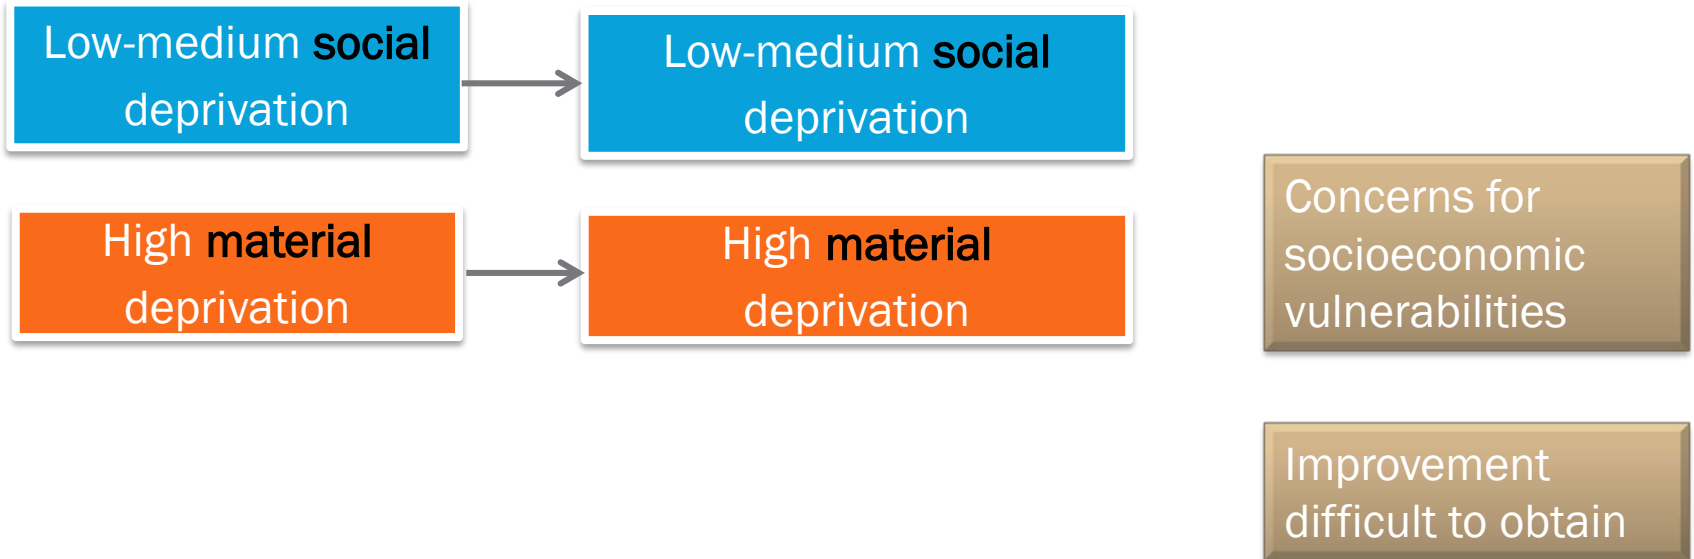 Low-medium social
deprivation
Low-medium social
deprivation
High material
deprivation
High material
deprivation
Concerns for
socioeconomic
vulnerabilities
Improvement
difficult to obtain